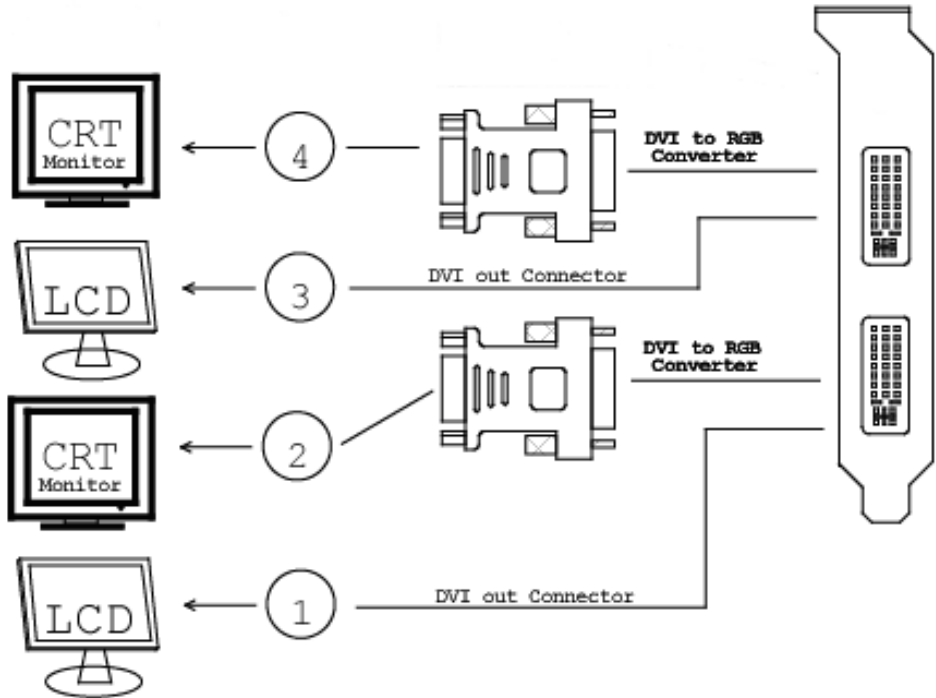 CRT
Monitor
4
DVI to RGB
Converter
LCD
3
DVI out Connector
CRT
Monitor
2
DVI to RGB
Converter
LCD
1
DVI out Connector